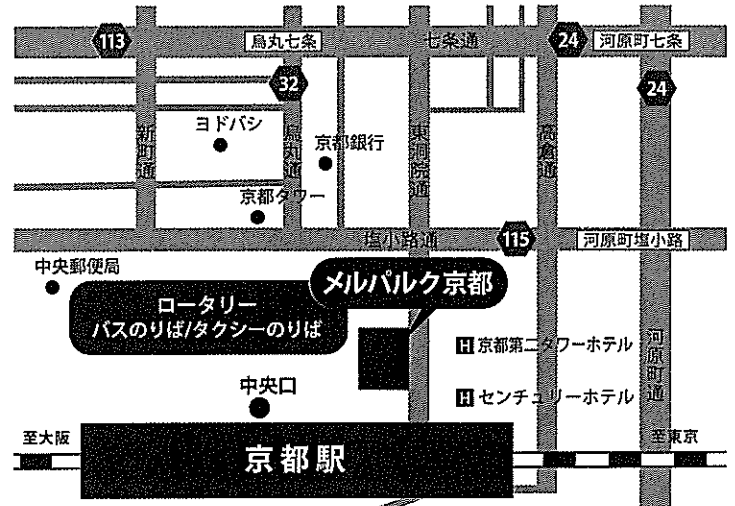 113
烏丸七条
七条通
24
河原町七条
32
24
ヨドバシ
新町通
烏丸通
京都銀行
東洞院通
高倉通
京都タワー
塩小路通
115
河原町塩小路
中央郵便局
メルパルク京都
ロータリー
バスのりば/タクシーのりば
H 京都第二タワーホテル
河原町通
中央口
H センチュリーホテル
至大阪
京都駅
至東京